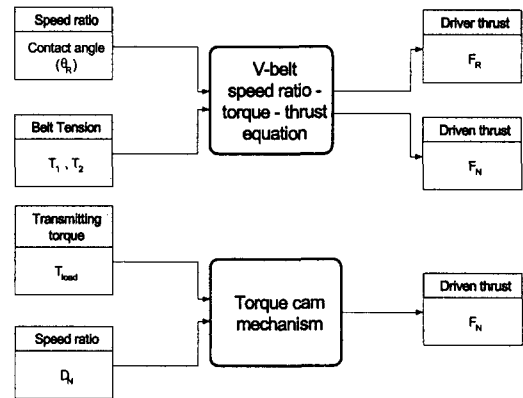 Speed ratio
Contact angle
(θR)
Belt Tension
T1 、T2
V-belt
speed ratio -
torque - thrust
equation
Driver thrust
FR
Driven thrust
FN
Transmitting
torque
Tload
Speed ratio
DN
Torque cam
mechanism
Driven thrust
FN